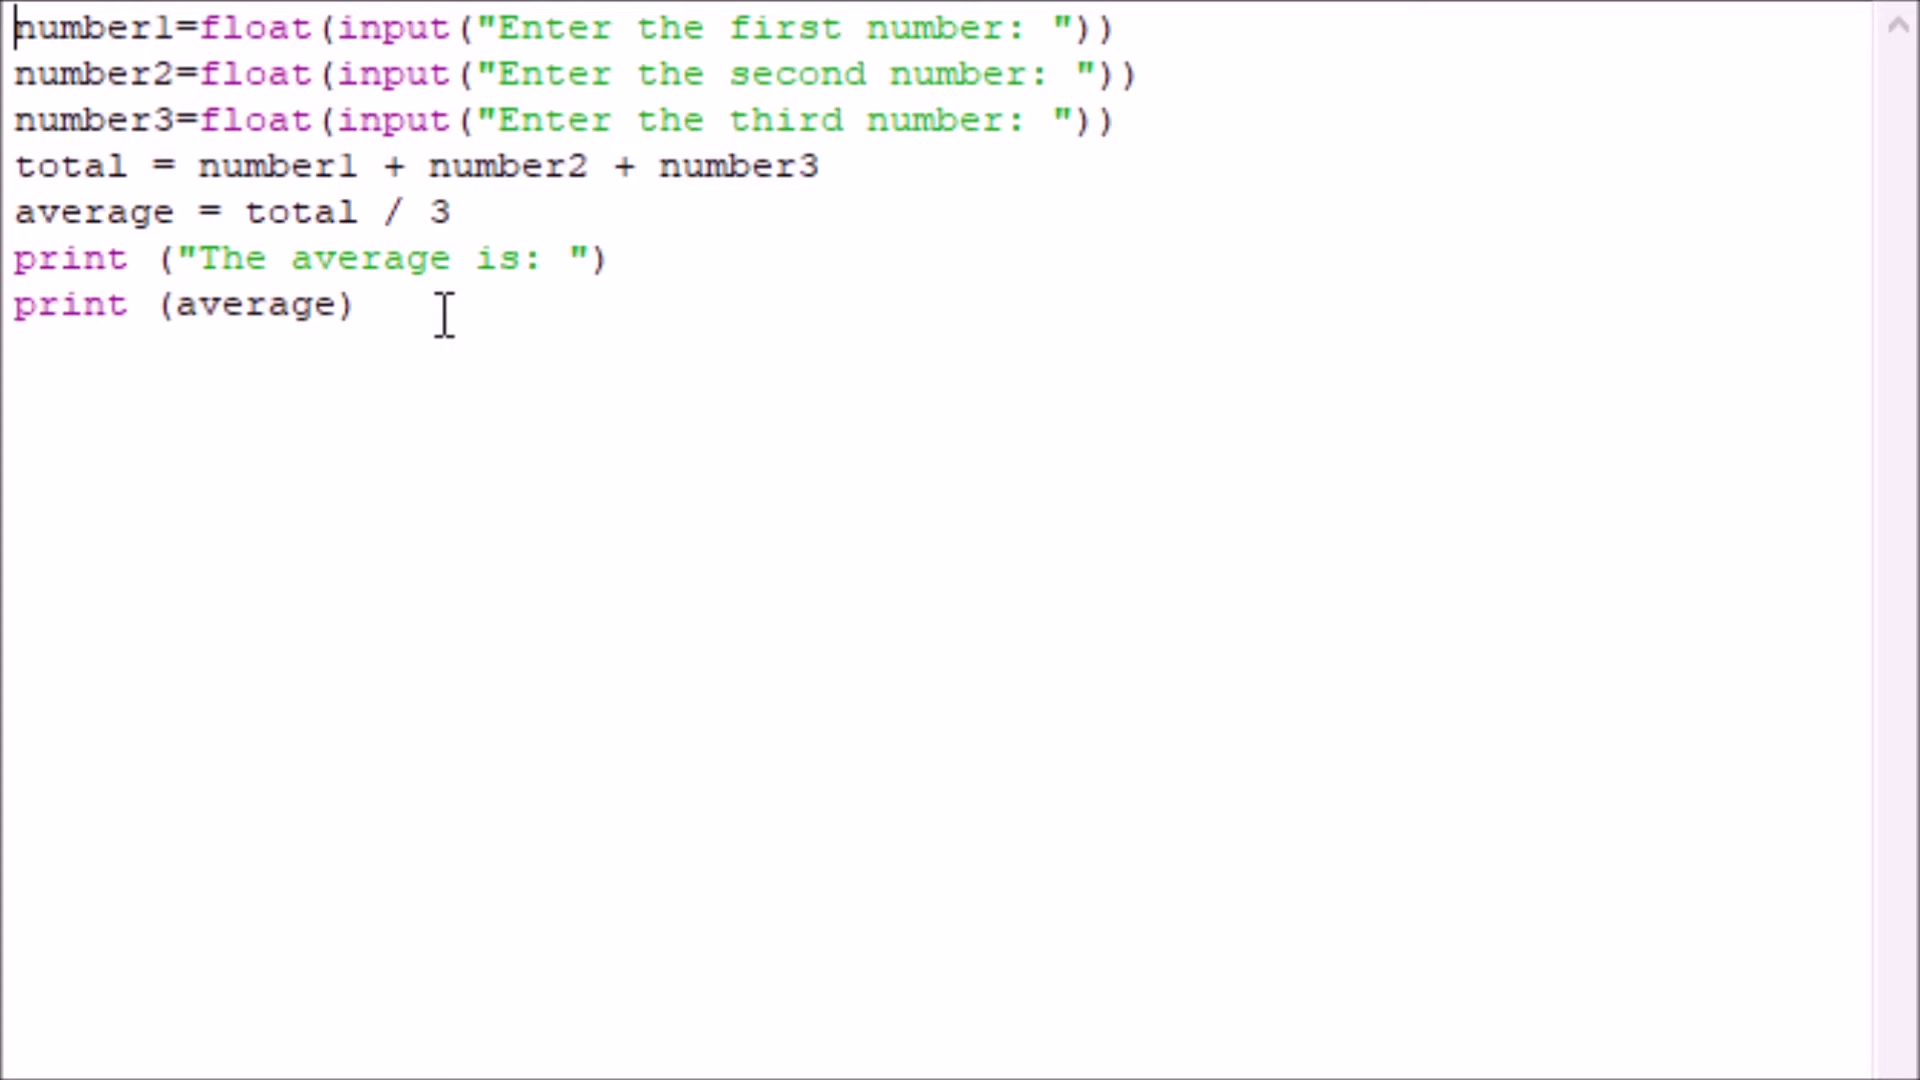 number1=float(input("Enter the first number: "))
number2=float(input("Enter the second number: "))
number3=float(input("Enter the third number: "))
total = number1 + number2 + number3
average = total / 3
print ("The average is: ")
print (average)